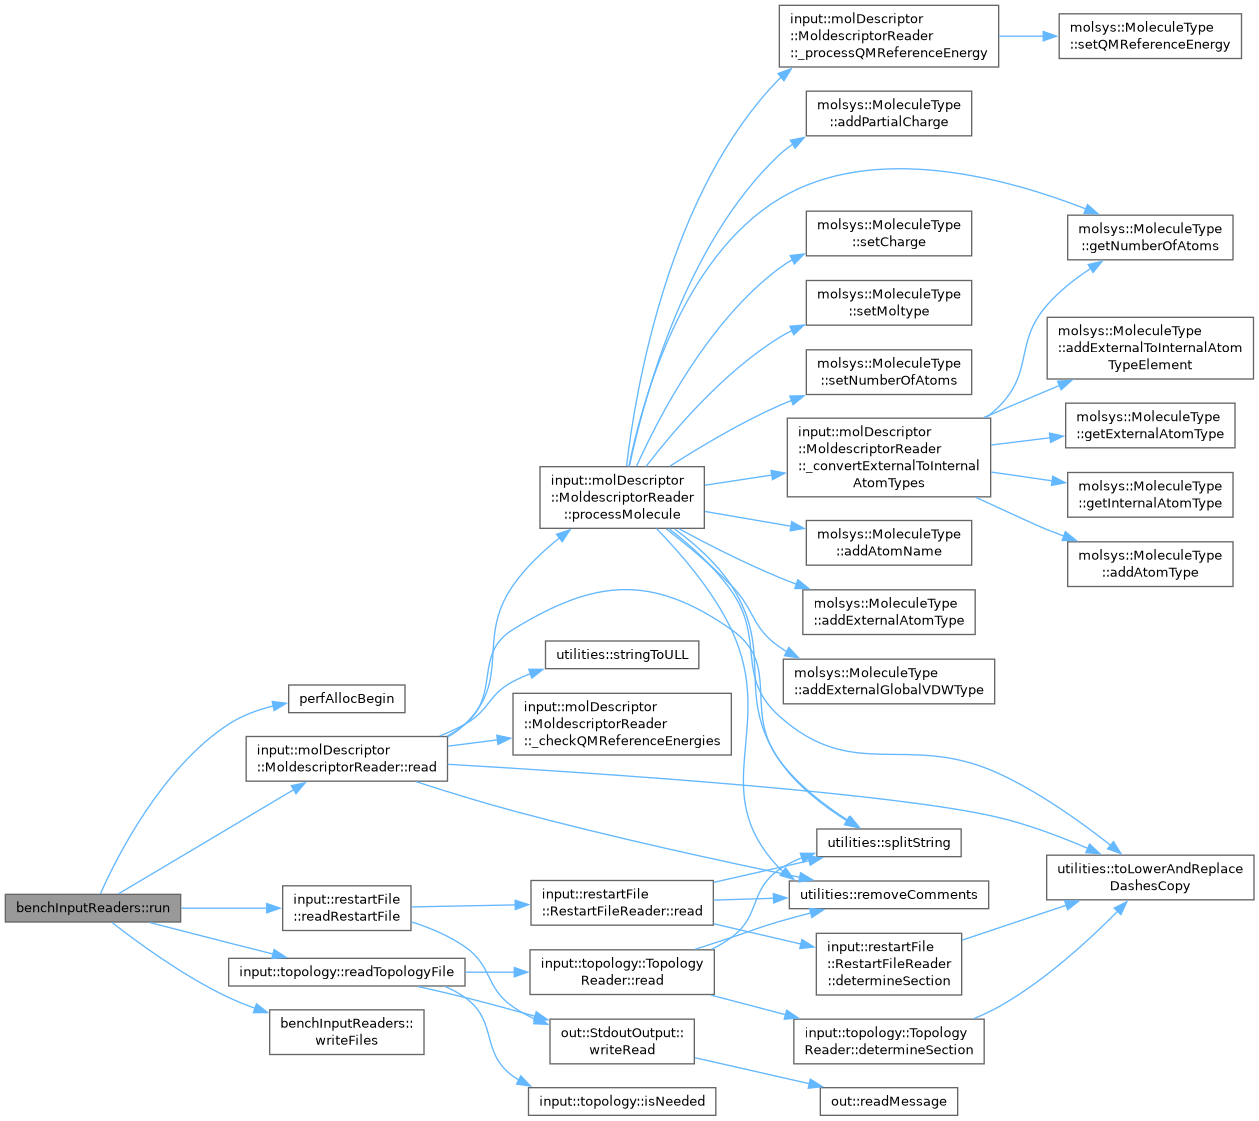 input::molDescriptor
::MoldescriptorReader
::_processQMReferenceEnergy
molsys::MoleculeType
::setQMReferenceEnergy
molsys::MoleculeType
::addPartialCharge
molsys::MoleculeType
::setCharge
molsys::MoleculeType
::getNumberOfAtoms
molsys::MoleculeType
::setMoltype
molsys::MoleculeType
::addExternalToInternalAtom
TypeElement
molsys::MoleculeType
::setNumberOfAtoms
input::molDescriptor
::MoldescriptorReader
::_convertExternalToInternal
AtomTypes
molsys::MoleculeType
::getExternalAtomType
molsys::MoleculeType
::getInternalAtomType
input::molDescriptor
::MoldescriptorReader
::processMolecule
molsys::MoleculeType
::addAtomName
molsys::MoleculeType
::addAtomType
molsys::MoleculeType
::addExternalAtomType
utilities::stringToULL
molsys::MoleculeType
::addExternalGlobalVDWType
perfAllocBegin
input::molDescriptor
::MoldescriptorReader
::_checkQMReferenceEnergies
input::molDescriptor
::MoldescriptorReader::read
utilities::splitString
utilities::toLowerAndReplace
DashesCopy
benchInputReaders::run
input::restartFile
::readRestartFile
input::restartFile
::RestartFileReader::read
utilities::removeComments
input::restartFile
::RestartFileReader
::determineSection
input::topology::readTopologyFile
input::topology::Topology
Reader::read
benchInputReaders::
writeFiles
out::StdoutOutput::
writeRead
input::topology::Topology
Reader::determineSection
input::topology::isNeeded
out::readMessage